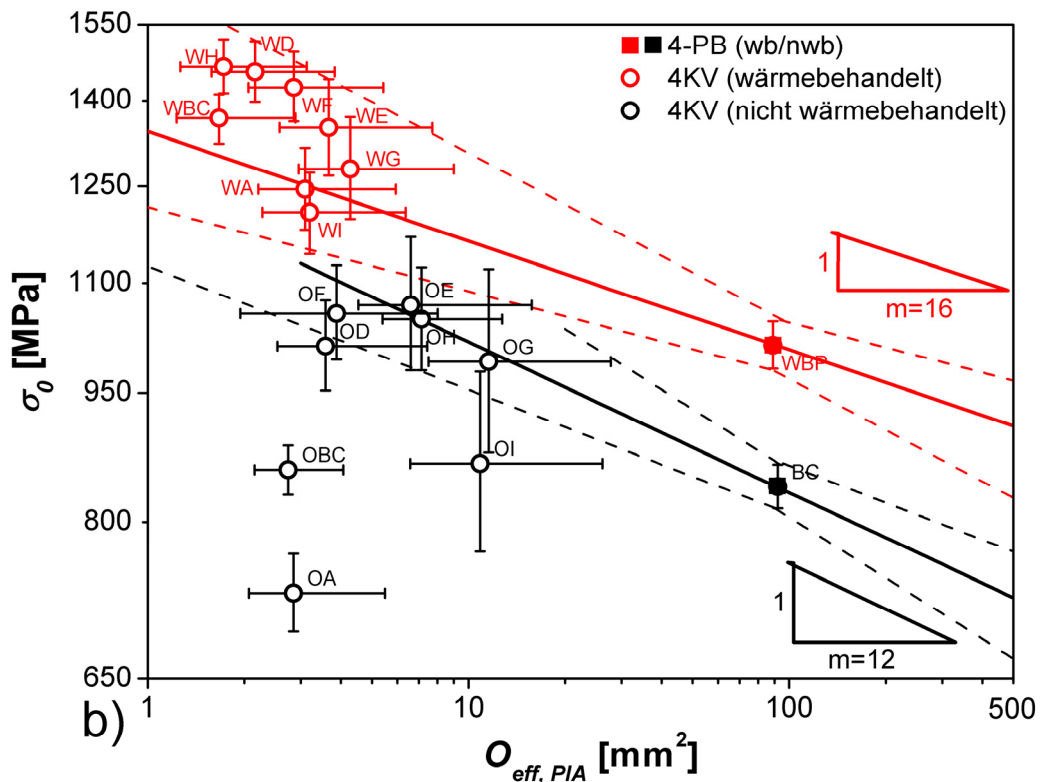 1550
1400
1250
1100
950
800
650
σ0 [MPa]
4-PB (wb/nwb)
4KV (wärmebehandelt)
4KV (nicht wärmebehandelt)
WH
WD
WBC
WF
WE
WG
WA
WI
WBP
1
m=16
OF
OE
OD
OH
OG
OBC
OI
BC
OA
1
m=12
b)
1
10
100
500
Oeff, PIA [mm²]